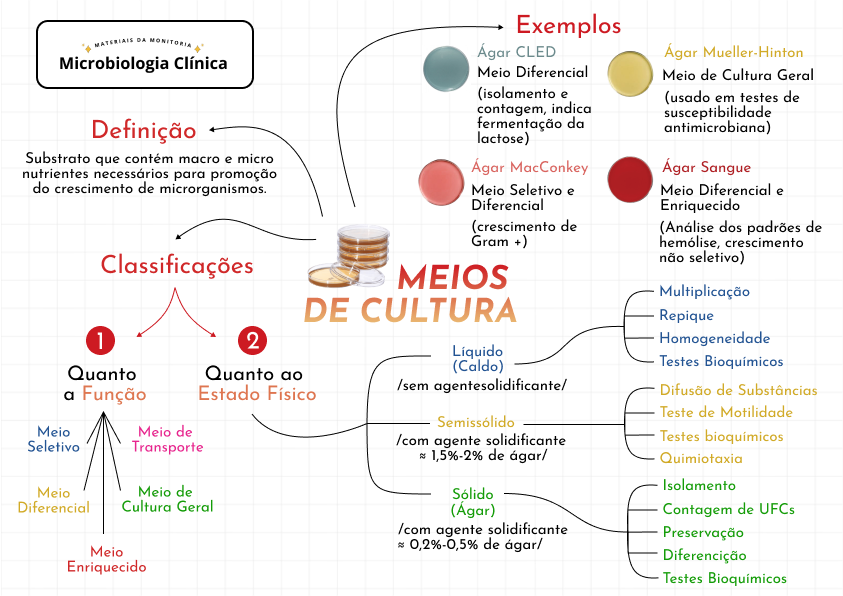 MATERIAIS DA MONITORIA
Microbiologia Clínica
Exemplos
Ágar CLED
Meio Diferencial
(isolamento e
contagem, indica
fermentação da
lactose)
Ágar Mueller-Hinton
Meio de Cultura Geral
(usado em testes de
susceptibilidade
antimicrobiana)
Ágar MacConkey
Meio Seletivo e
Diferencial
(crescimento de
Gram +)
Ágar Sangue
Meio Diferencial e
Enriquecido
(Análise dos padrões de
hemólise, crescimento
não seletivo)
Definição
Substrato que contém macro e micro
nutrientes necessários para promoção
do crescimento de microrganismos.
Classificações
MEIOS
DE CULTURA
1
Quanto
a Função
2
Quanto ao
Estado Físico
Meio
Seletivo
Meio de
Transporte
Meio
Diferencial
Meio de
Cultura Geral
Meio
Enriquecido
Líquido
(Caldo)
/sem agentesolidificante/
Multiplicação
Repique
Homogeneidade
Testes Bioquímicos
Semissólido
/com agente solidificante
≈ 1,5%-2% de ágar/
Difusão de Substâncias
Teste de Motilidade
Testes bioquímicos
Quimiotaxia
Sólido
(Ágar)
/com agente solidificante
≈ 0,2%-0,5% de ágar/
Isolamento
Contagem de UFCs
Preservação
Diferencição
Testes Bioquímicos